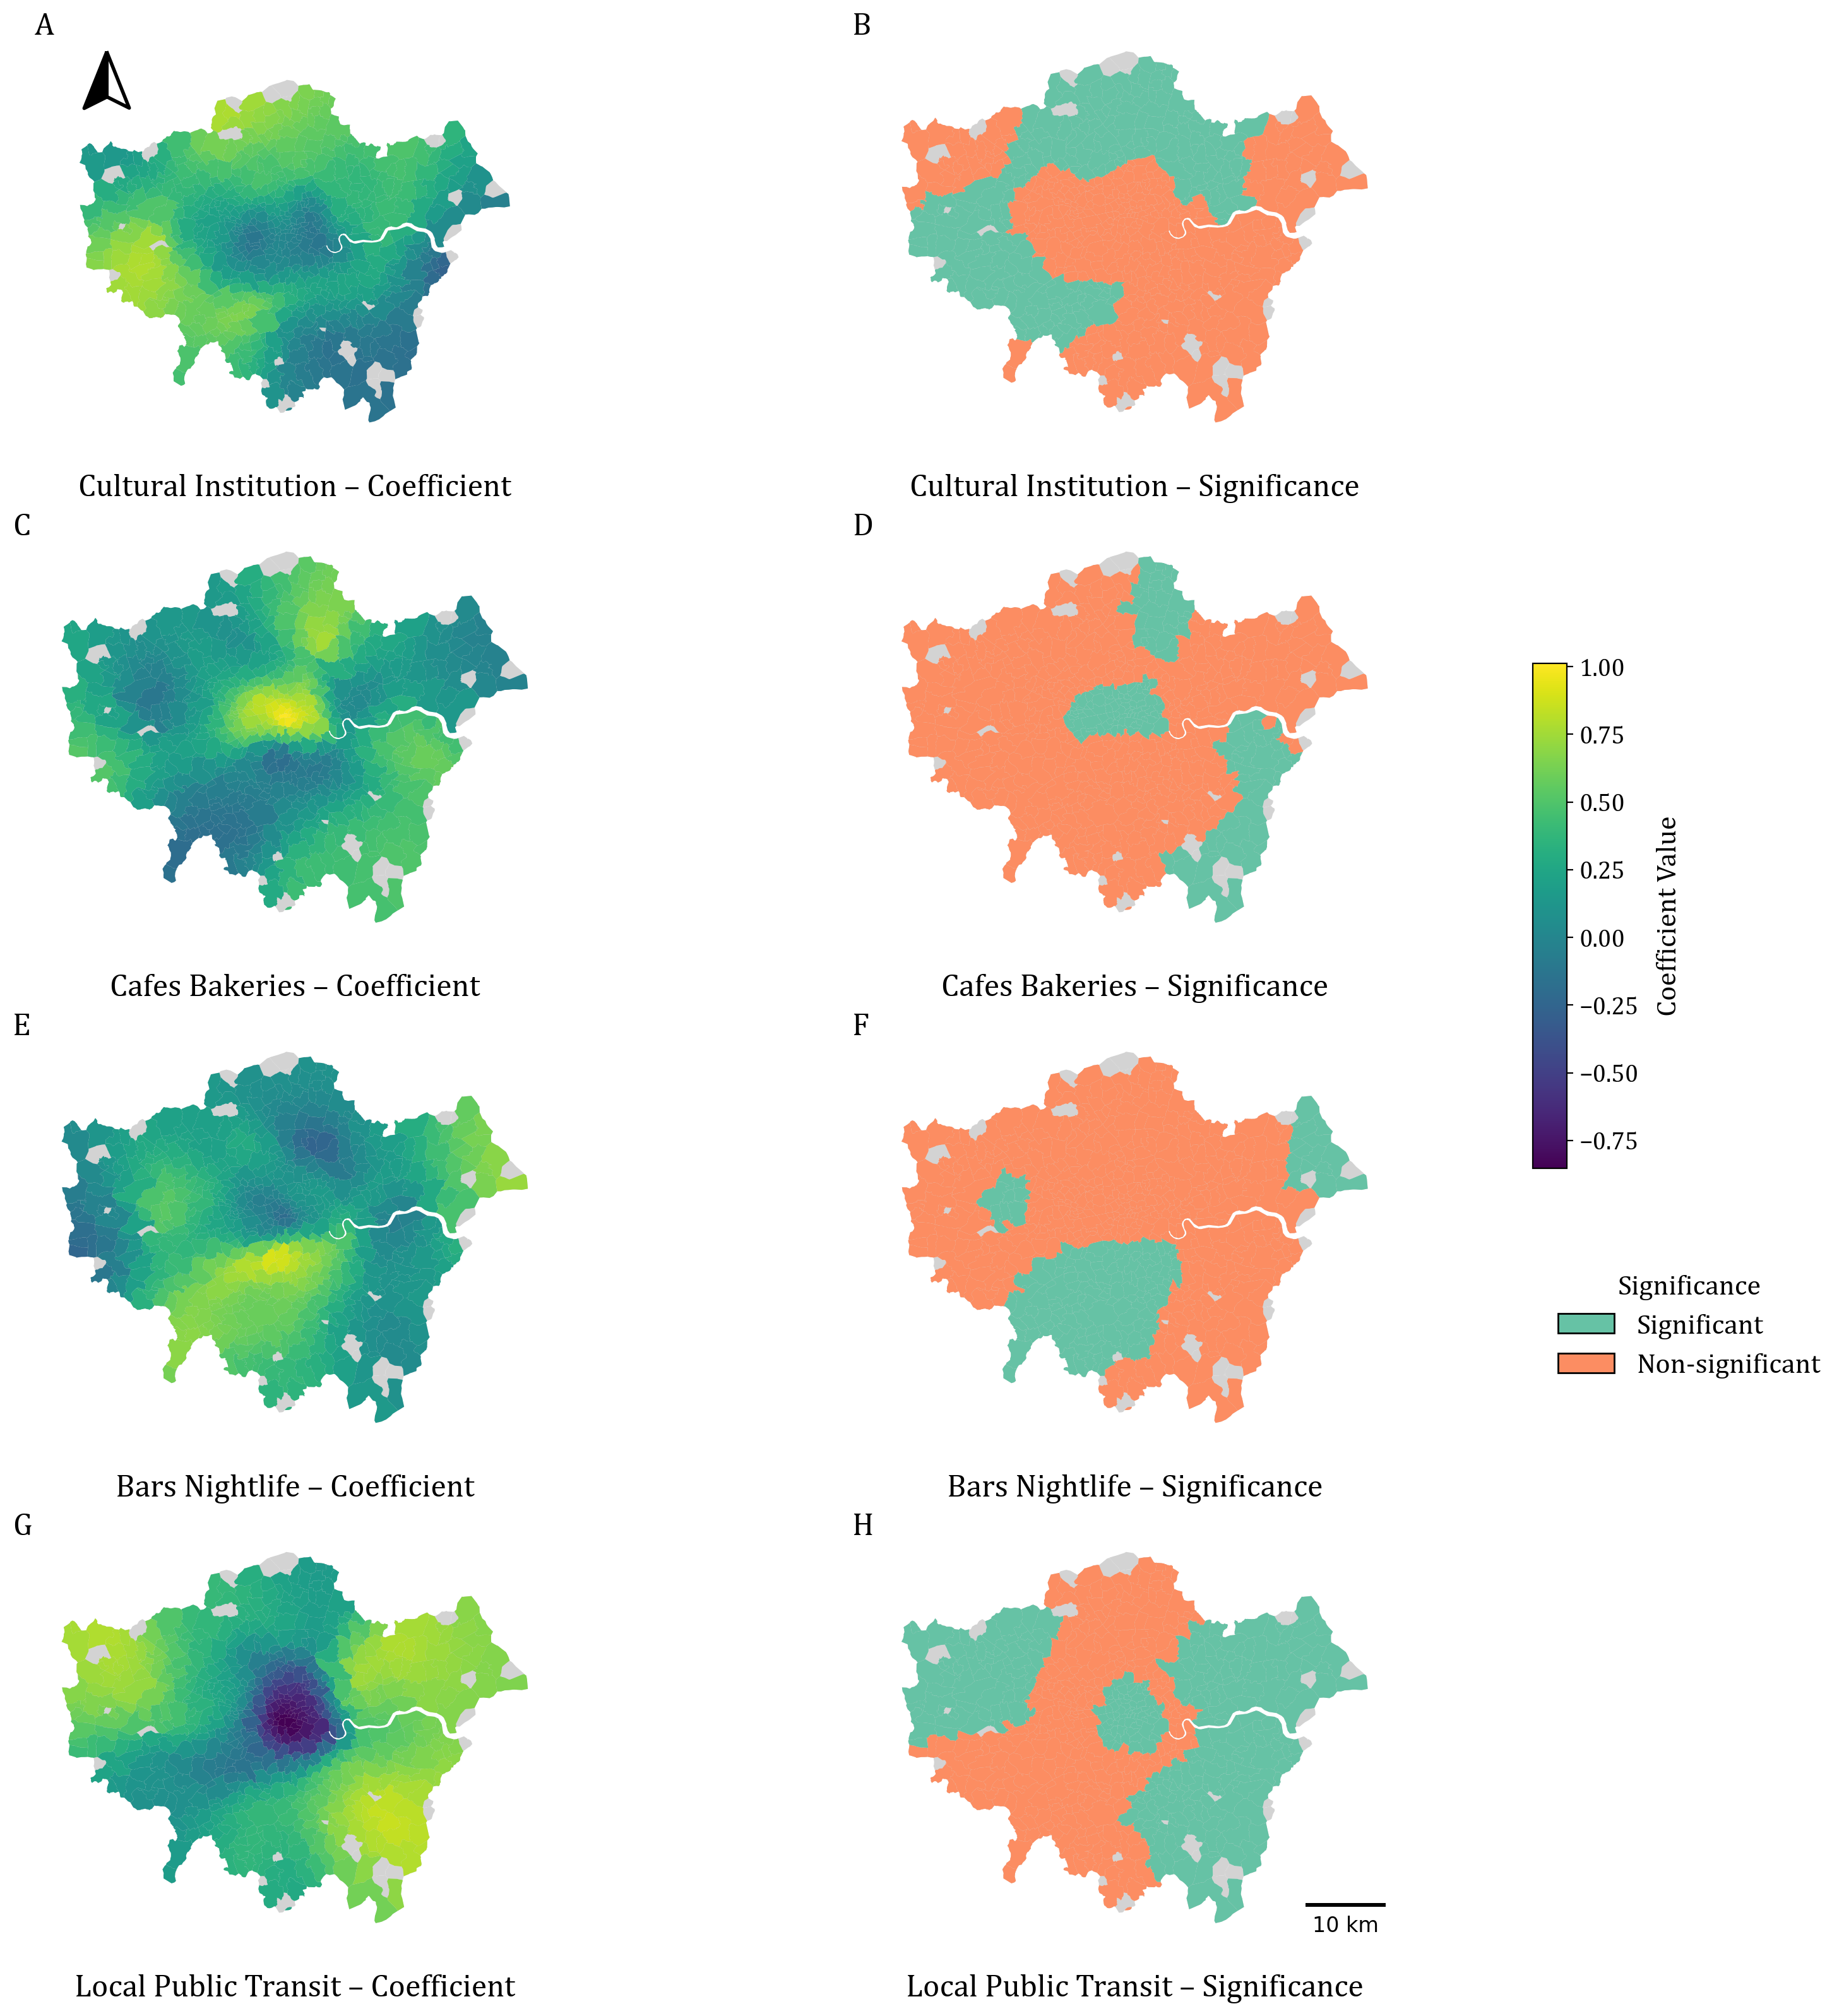 A
B
Cultural Institution – Coefficient
Cultural Institution – Significance
C
D
Cafes Bakeries – Coefficient
Cafes Bakeries – Significance
1.00
0.75
0.50
0.25
0.00
−0.25
−0.50
−0.75
Coefficient Value
E
F
Significance
Significant
Non-significant
Bars Nightlife – Coefficient
Bars Nightlife – Significance
G
H
10 km
Local Public Transit – Coefficient
Local Public Transit – Significance